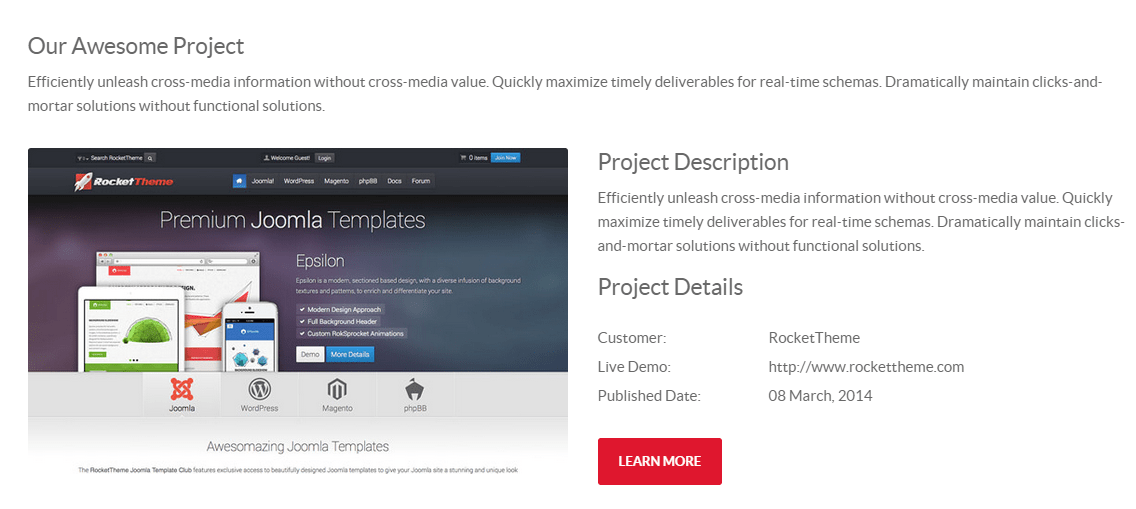 Our Awesome Project
Efficiently unleash cross-media information without cross-media value. Quickly maximize timely deliverables for real-time schemas. Dramatically maintain clicks-and-
mortar solutions without functional solutions.
Search RocketTheme
Welcome Guest! Login
0 items Join Now
RocketTheme
Joomla! WordPress Magento phpBB Docs Forum
Premium Joomla Templates
Epsilon
Epsilon is a modern, sectioned based design, with a diverse infusion of background
textures and patterns, to enrich and differentiate your site.
Modern Design Approach
Full Background Header
Custom RokSprocket Animations
Demo More Details
Joomla WordPress Magento phpBB
Awesomazing Joomla Templates
The RocketTheme Joomla Template Club features exclusive access to beautifully designed Joomla templates to give your Joomla site a stunning and unique look
Project Description
Efficiently unleash cross-media information without cross-media value. Quickly
maximize timely deliverables for real-time schemas. Dramatically maintain clicks-
and-mortar solutions without functional solutions.
Project Details
Customer: RocketTheme
Live Demo: http://www.rockettheme.com
Published Date: 08 March, 2014
LEARN MORE